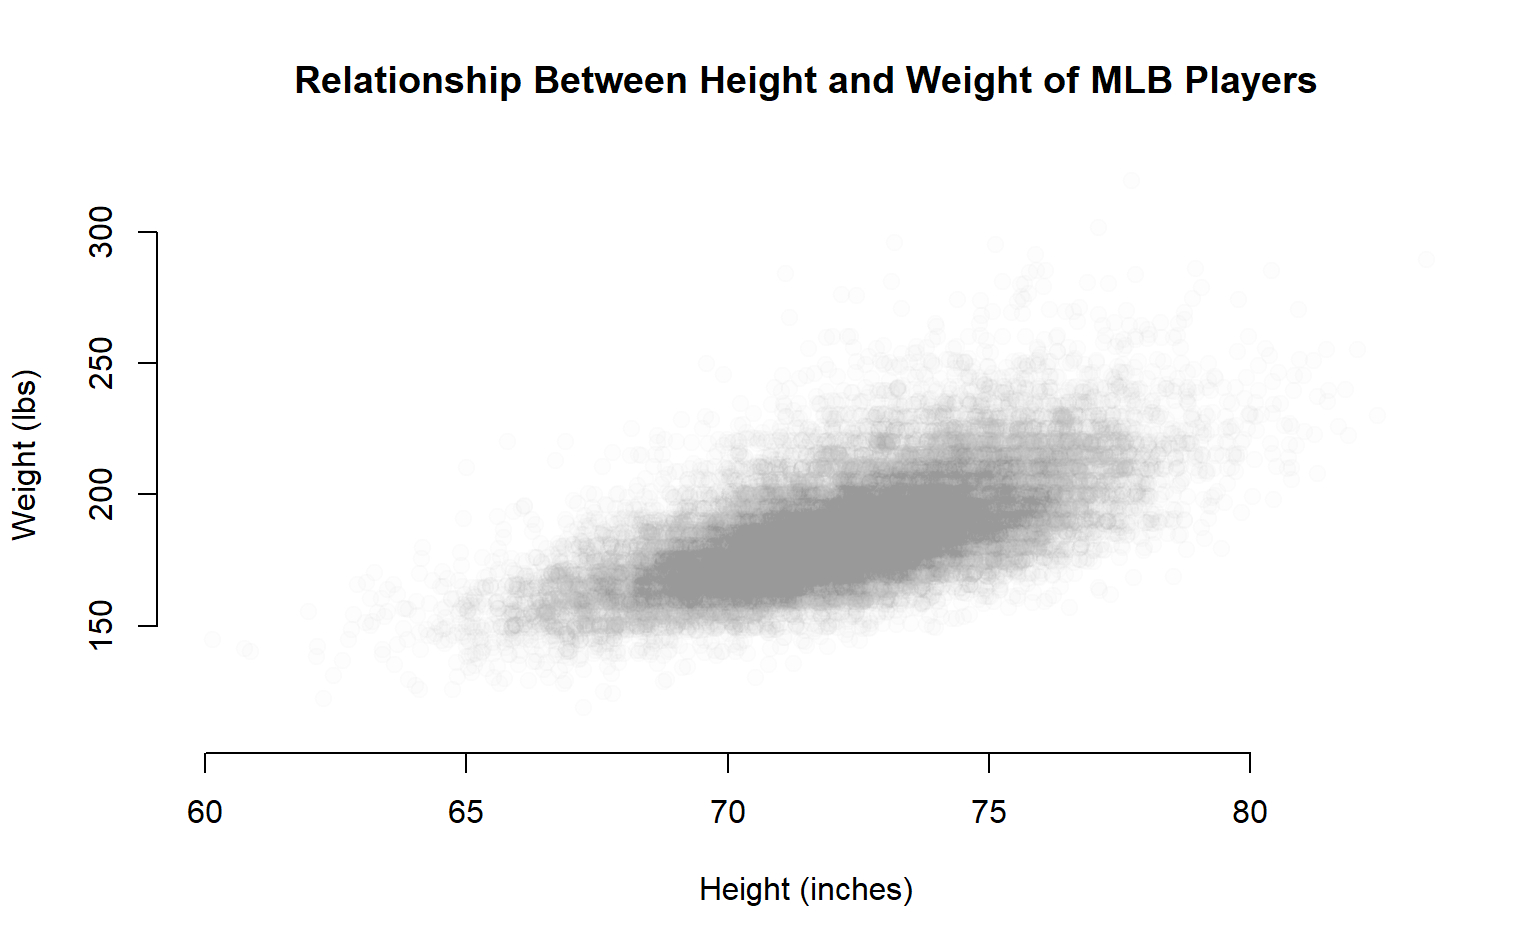 Relationship Between Height and Weight of MLB Players
300
250
200
150
Weight (lbs)
60 65 70 75 80
Height (inches)